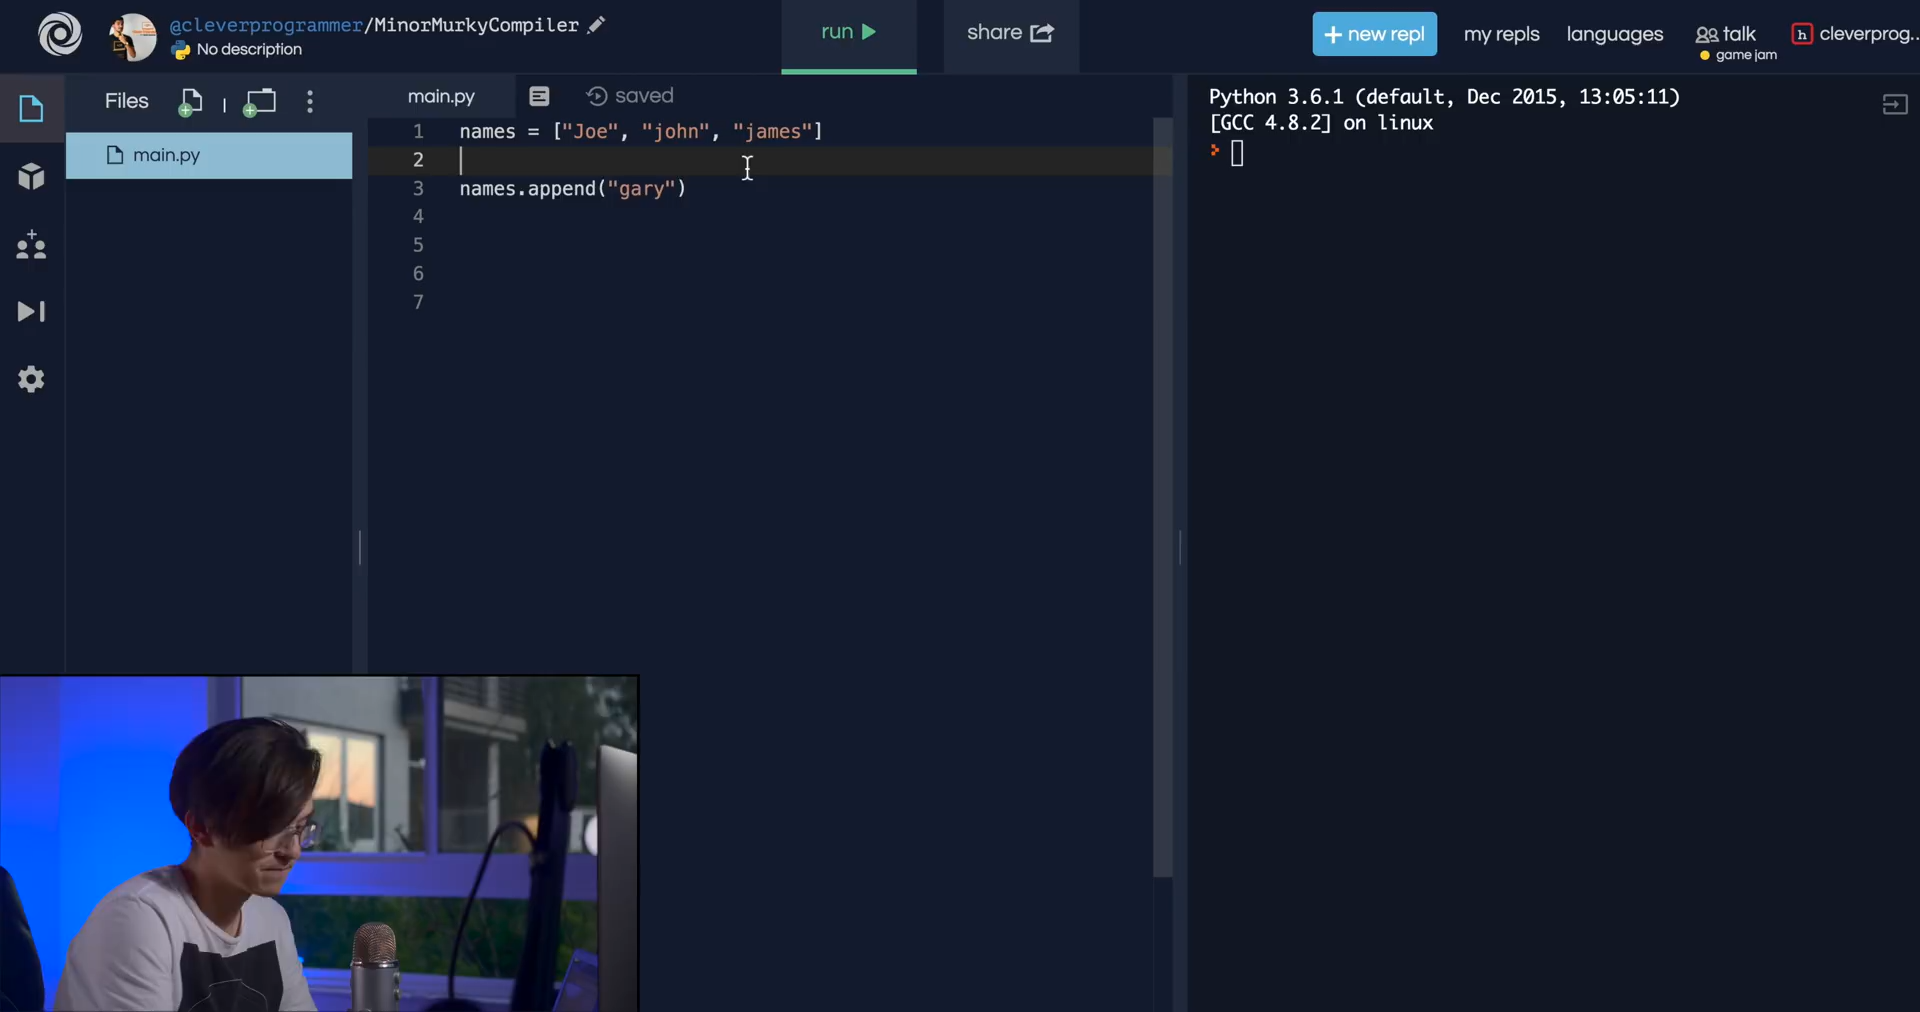 @cleverprogrammer/MinorMurkyCompiler
No description
run
share
+ new repl
my repls
languages
talk
game jam
h cleverprog...
Files
main.py
main.py
saved
1 names = ["Joe", "john", "james"]
2
3 names.append("gary")
4
5
6
7
Python 3.6.1 (default, Dec 2015, 13:05:11)
[GCC 4.8.2] on linux